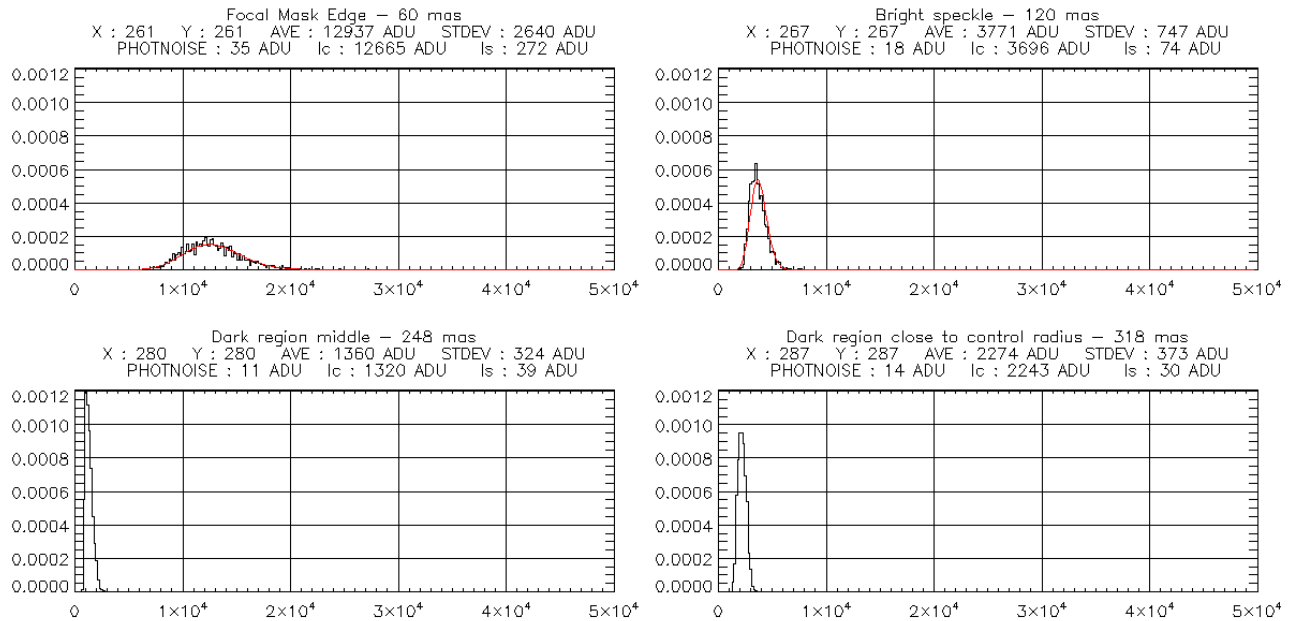 Focal Mask Edge – 60 mas
X : 261 Y : 261 AVE : 12937 ADU STDEV : 2640 ADU
PHOTNOISE : 35 ADU Ic : 12665 ADU Is : 272 ADU
0.0012
0.0010
0.0008
0.0006
0.0004
0.0002
0.0000
0 1×10⁴ 2×10⁴ 3×10⁴ 4×10⁴ 5×10⁴
Bright speckle – 120 mas
X : 267 Y : 267 AVE : 3771 ADU STDEV : 747 ADU
PHOTNOISE : 18 ADU Ic : 3696 ADU Is : 74 ADU
0.0012
0.0010
0.0008
0.0006
0.0004
0.0002
0.0000
0 1×10⁴ 2×10⁴ 3×10⁴ 4×10⁴ 5×10⁴
Dark region middle – 248 mas
X : 280 Y : 280 AVE : 1360 ADU STDEV : 324 ADU
PHOTNOISE : 11 ADU Ic : 1320 ADU Is : 39 ADU
0.0012
0.0010
0.0008
0.0006
0.0004
0.0002
0.0000
0 1×10⁴ 2×10⁴ 3×10⁴ 4×10⁴ 5×10⁴
Dark region close to control radius – 318 mas
X : 287 Y : 287 AVE : 2274 ADU STDEV : 373 ADU
PHOTNOISE : 14 ADU Ic : 2243 ADU Is : 30 ADU
0.0012
0.0010
0.0008
0.0006
0.0004
0.0002
0.0000
0 1×10⁴ 2×10⁴ 3×10⁴ 4×10⁴ 5×10⁴